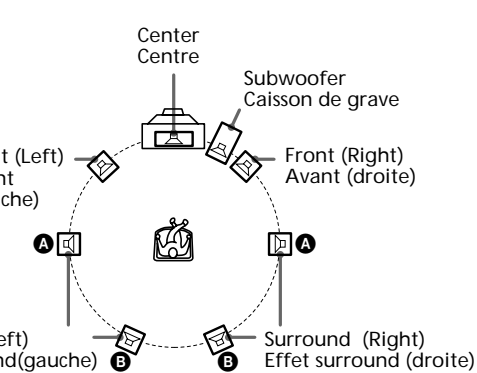 Center
Centre
Subwoofer
Caisson de grave
t (Left)
nt
che)
Front (Right)
Avant (droite)
A
A
eft)
nd(gauche)
B
B
Surround (Right)
Effet surround (droite)